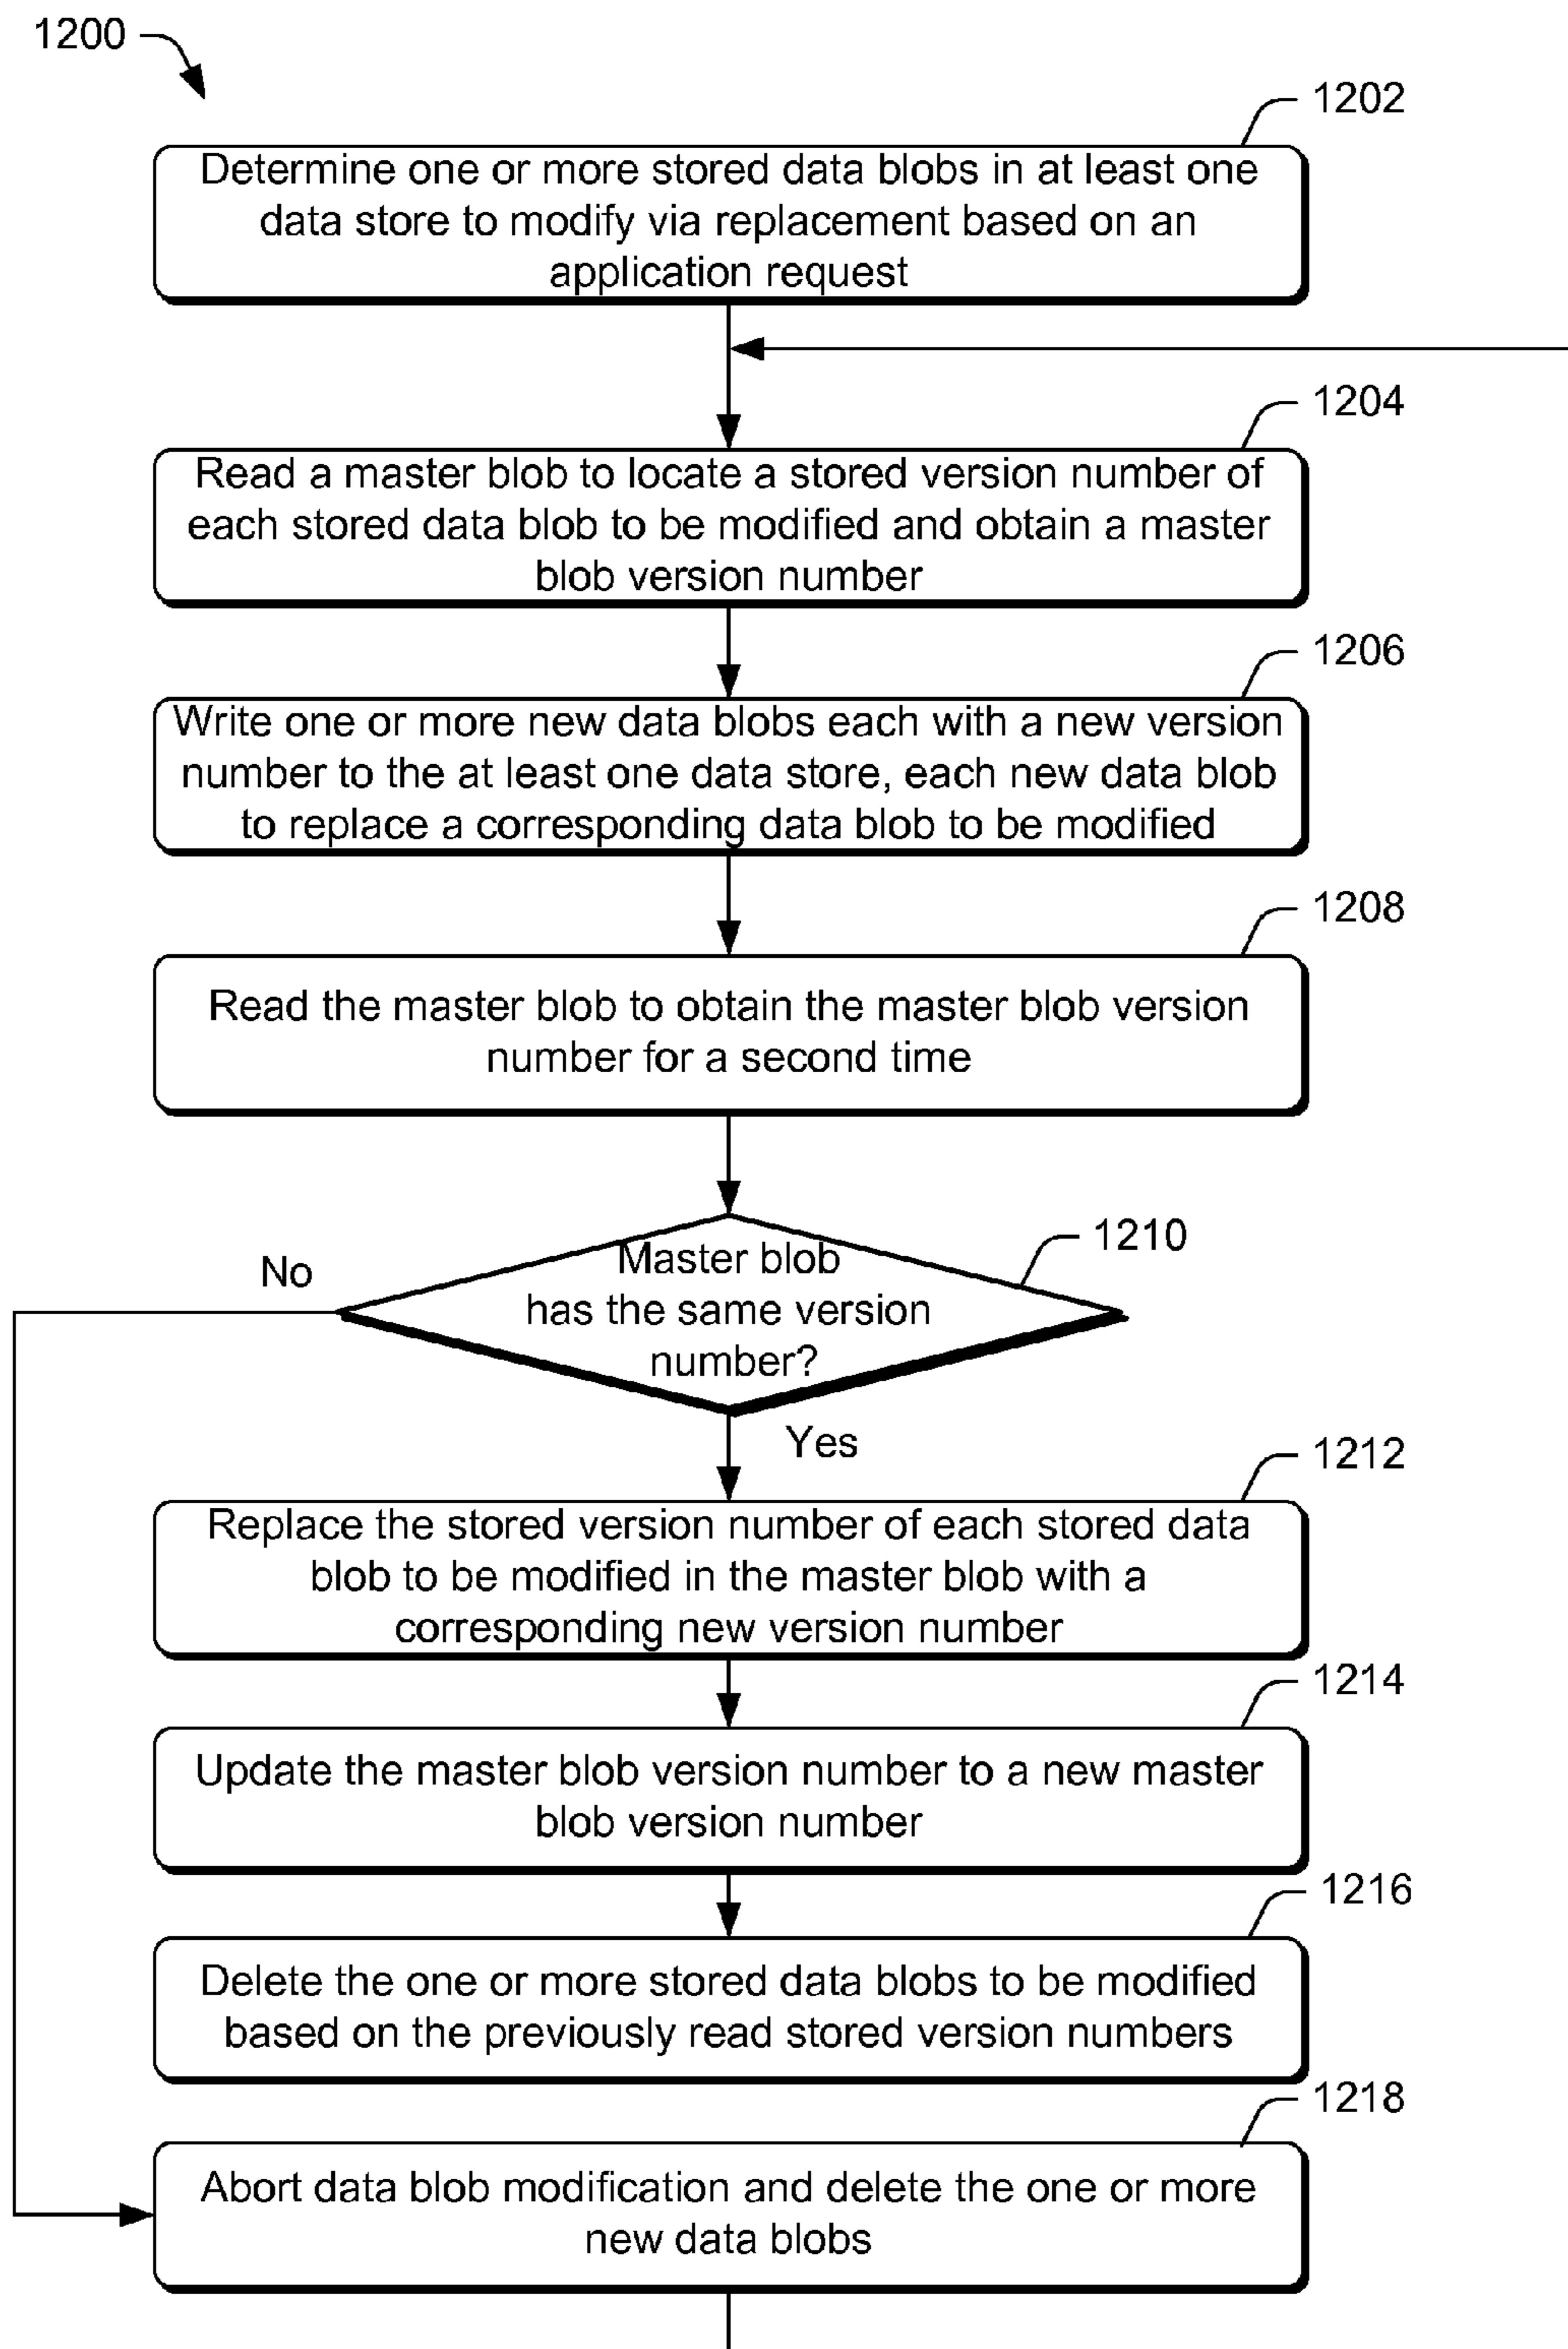 1200
1202
Determine one or more stored data blobs in at least one
data store to modify via replacement based on an
application request
1204
Read a master blob to locate a stored version number of
each stored data blob to be modified and obtain a master
blob version number
1206
Write one or more new data blobs each with a new version
number to the at least one data store, each new data blob
to replace a corresponding data blob to be modified
1208
Read the master blob to obtain the master blob version
number for a second time
1210
No
Master blob
has the same version
number?
Yes
1212
Replace the stored version number of each stored data
blob to be modified in the master blob with a
corresponding new version number
1214
Update the master blob version number to a new master
blob version number
1216
Delete the one or more stored data blobs to be modified
based on the previously read stored version numbers
1218
Abort data blob modification and delete the one or more
new data blobs